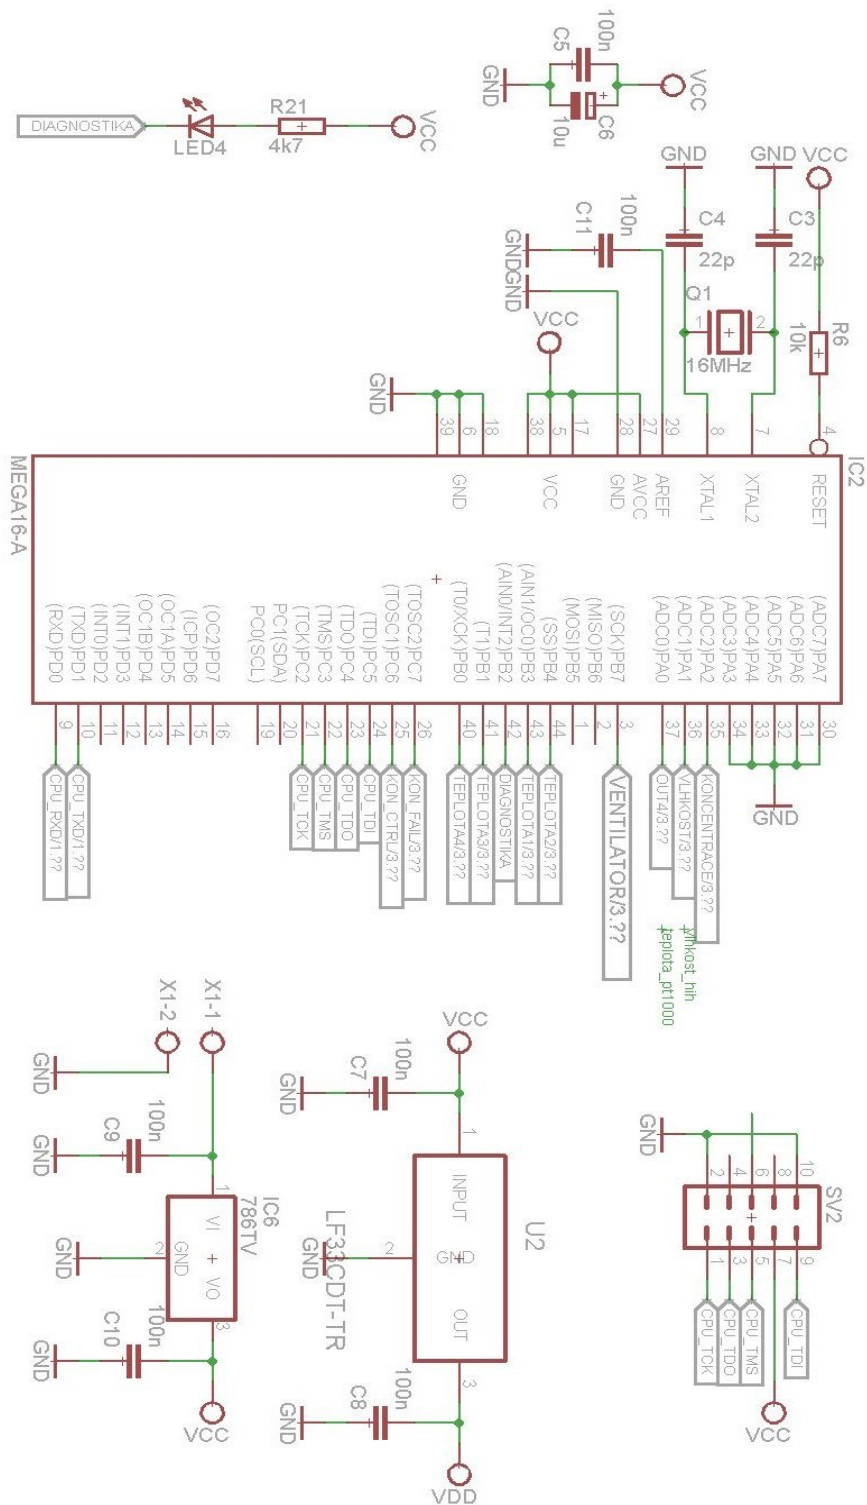 C5
100n
GND
VCC
10u
C6
DIAGNOSTIKA
LED4
R21
4k7
VCC
GND
C4
22p
GND
C3
22p
VCC
C11
100n
GND
GND
VCC
Q1
1
2
16MHz
R6
10k
GND
39
6
18
38
5
17
28
27
29
8
7
4
IC2
MEGA16-A
GND
VCC
GND
AVCC
AREF
XTAL1
XTAL2
RESET
(RXD)PD0
(TXD)PD1
(INT0)PD2
(INT1)PD3
(OC1B)PD4
(OC1A)PD5
(ICP)PD6
(OC2)PD7
PC0(SCL)
PC1(SDA)
(TCK)PC2
(TMS)PC3
(TDO)PC4
(TDI)PC5
(TOSC1)PC6
(TOSC2)PC7
(T0/XCK)PB0
(T1)PB1
(AIN0/INT2)PB2
(AIN1/OC0)PB3
(SS)PB4
(MOSI)PB5
(MISO)PB6
(SCK)PB7
(ADC0)PA0
(ADC1)PA1
(ADC2)PA2
(ADC3)PA3
(ADC4)PA4
(ADC5)PA5
(ADC6)PA6
(ADC7)PA7
9
10
11
12
13
14
15
16
19
20
21
22
23
24
25
26
40
41
42
43
44
1
2
3
37
36
35
34
33
32
31
30
CPU_RXD/1.??
CPU_TXD/1.??
CPU_TCK
CPU_TMS
CPU_TDO
CPU_TDI
KON_CTRL/3.??
KON_FAIL/3.??
TEPLOTA4/3.??
TEPLOTA3/3.??
DIAGNOSTIKA
TEPLOTA1/3.??
TEPLOTA2/3.??
VENTILATOR/3.??
OUT4/3.??
VLHKOST/3.??
KONCENTRACE/3.??
GND
vlhkost_hih
teplota_pt1000
X1-2
X1-1
GND
C9
100n
GND
IC6
786TV
1
VI
2
GND
VO
3
GND
C10
100n
GND
VCC
VCC
C7
100n
GND
1
INPUT
U2
2
GND
GND
OUT
LF33CDT-TR
3
C8
100n
GND
VDD
GND
SV2
2
4
6
8
10
1
3
5
7
9
CPU_TCK
CPU_TDO
CPU_TMS
CPU_TDI
VCC